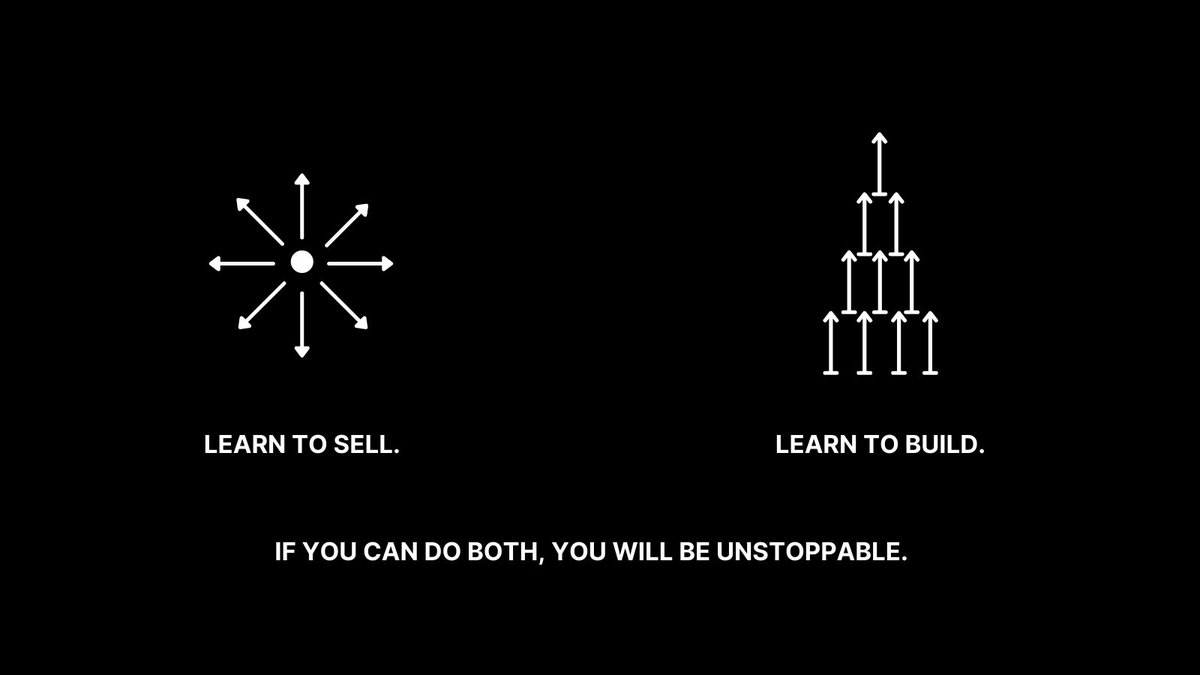 LEARN TO SELL.
LEARN TO BUILD.
IF YOU CAN DO BOTH, YOU WILL BE UNSTOPPABLE.